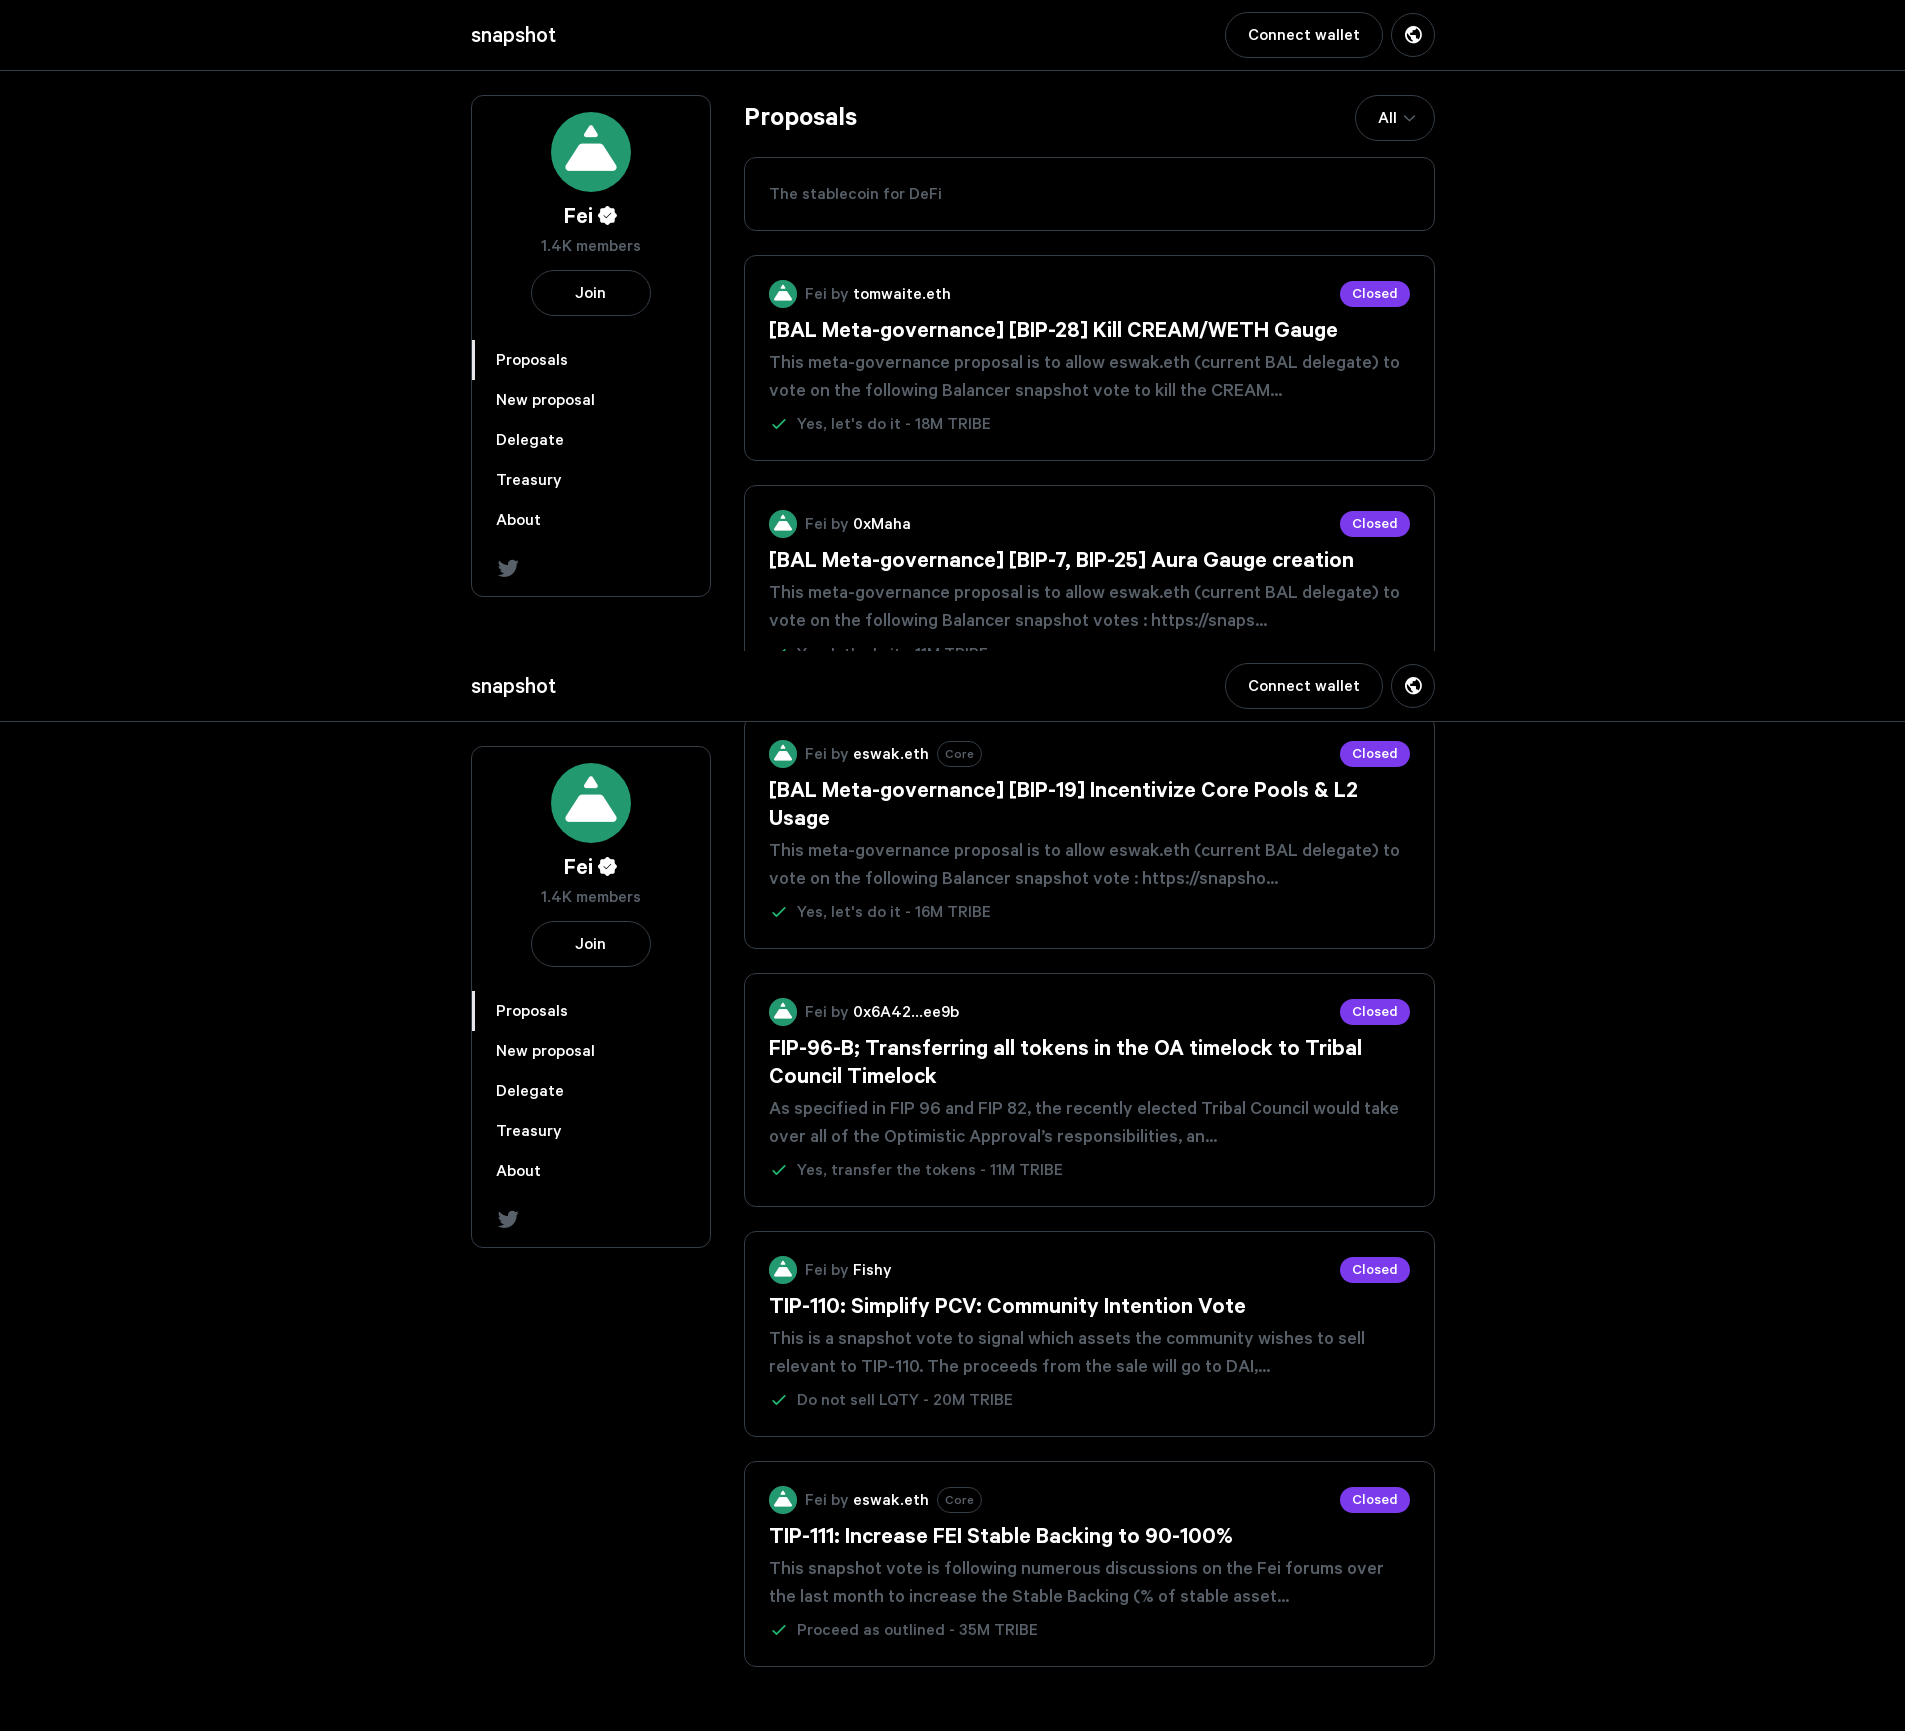 snapshot
Connect wallet
Fei
1.4K members
Join
Proposals
New proposal
Delegate
Treasury
About
Proposals
All
The stablecoin for DeFi
Fei by tomwaite.eth
Closed
[BAL Meta-governance] [BIP-28] Kill CREAM/WETH Gauge
This meta-governance proposal is to allow eswak.eth (current BAL delegate) to
vote on the following Balancer snapshot vote to kill the CREAM...
Yes, let's do it - 18M TRIBE
Fei by 0xMaha
Closed
[BAL Meta-governance] [BIP-7, BIP-25] Aura Gauge creation
This meta-governance proposal is to allow eswak.eth (current BAL delegate) to
vote on the following Balancer snapshot votes : https://snaps...
snapshot
Connect wallet
Fei
1.4K members
Join
Proposals
New proposal
Delegate
Treasury
About
Fei by eswak.eth Core
Closed
[BAL Meta-governance] [BIP-19] Incentivize Core Pools & L2
Usage
This meta-governance proposal is to allow eswak.eth (current BAL delegate) to
vote on the following Balancer snapshot vote : https://snapsho...
Yes, let's do it - 16M TRIBE
Fei by 0x6A42...ee9b
Closed
FIP-96-B; Transferring all tokens in the OA timelock to Tribal
Council Timelock
As specified in FIP 96 and FIP 82, the recently elected Tribal Council would take
over all of the Optimistic Approval’s responsibilities, an...
Yes, transfer the tokens - 11M TRIBE
Fei by Fishy
Closed
TIP-110: Simplify PCV: Community Intention Vote
This is a snapshot vote to signal which assets the community wishes to sell
relevant to TIP-110. The proceeds from the sale will go to DAI,...
Do not sell LQTY - 20M TRIBE
Fei by eswak.eth Core
Closed
TIP-111: Increase FEI Stable Backing to 90-100%
This snapshot vote is following numerous discussions on the Fei forums over
the last month to increase the Stable Backing (% of stable asset...
Proceed as outlined - 35M TRIBE